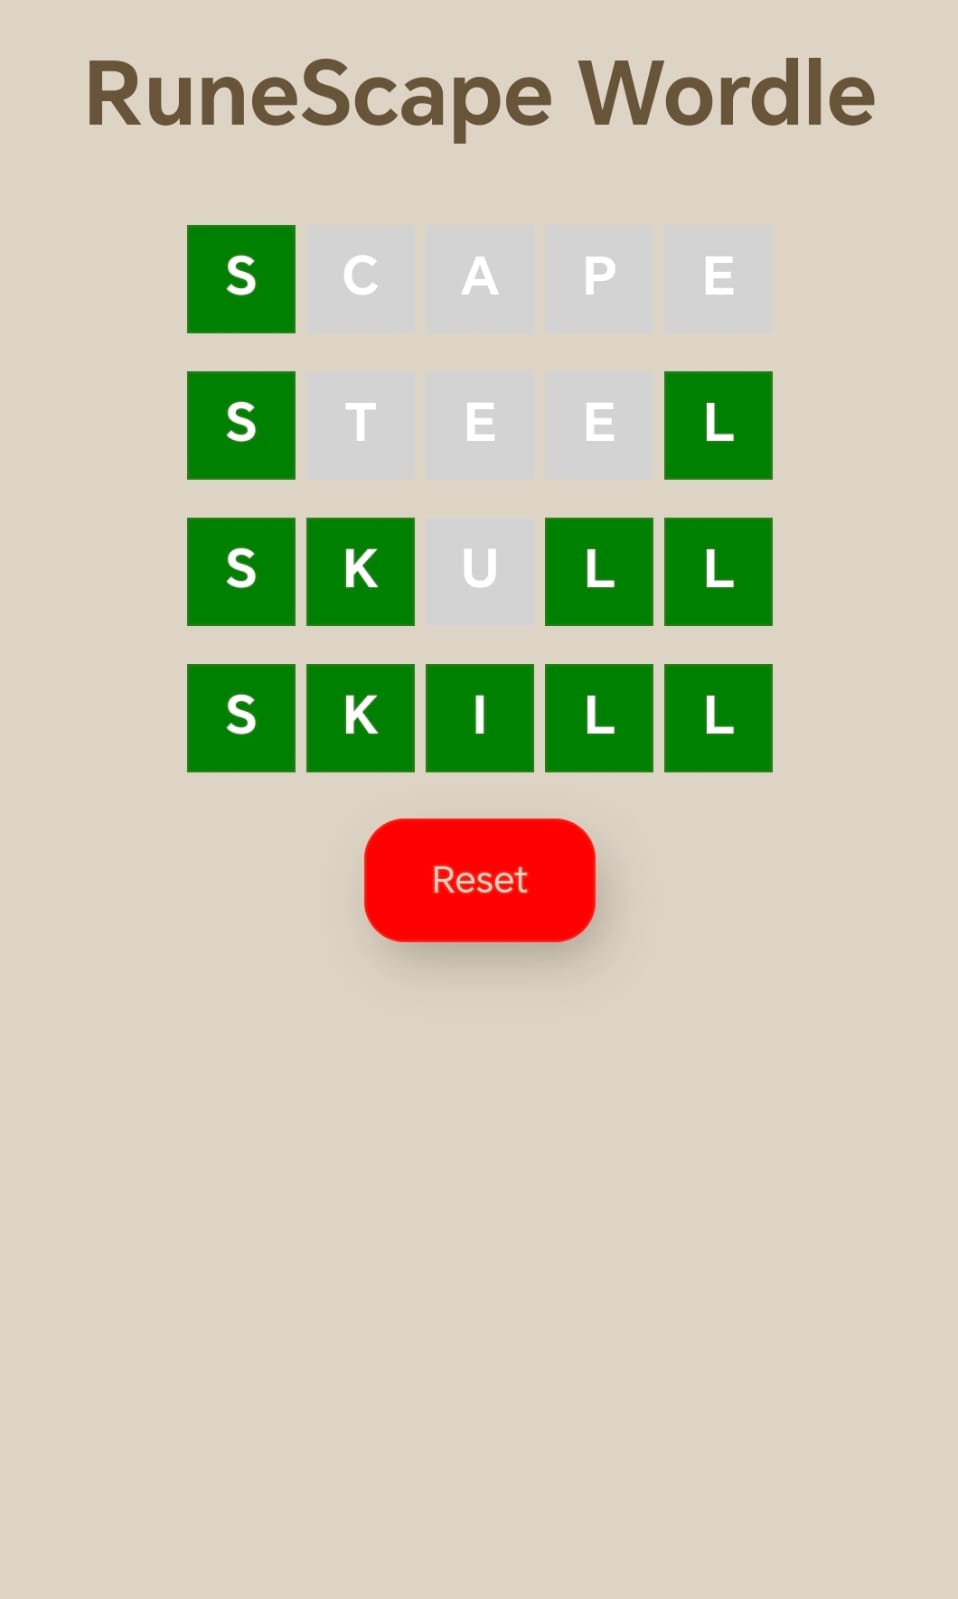 RuneScape Wordle
S C A P E
S T E E L
S K U L L
S K I L L
Reset